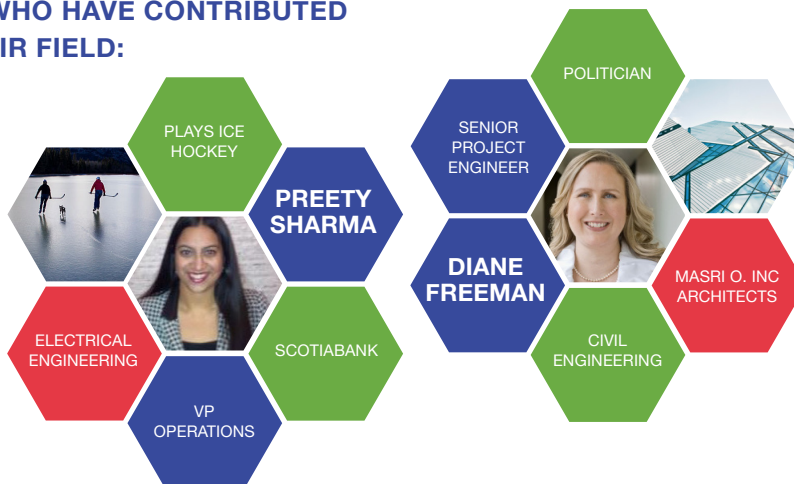 WHO HAVE CONTRIBUTED
IR FIELD:
PLAYS ICE
HOCKEY
PREETY
SHARMA
ELECTRICAL
ENGINEERING
SCOTIABANK
VP
OPERATIONS
POLITICIAN
SENIOR
PROJECT
ENGINEER
DIANE
FREEMAN
MASRI O. INC
ARCHITECTS
CIVIL
ENGINEERING